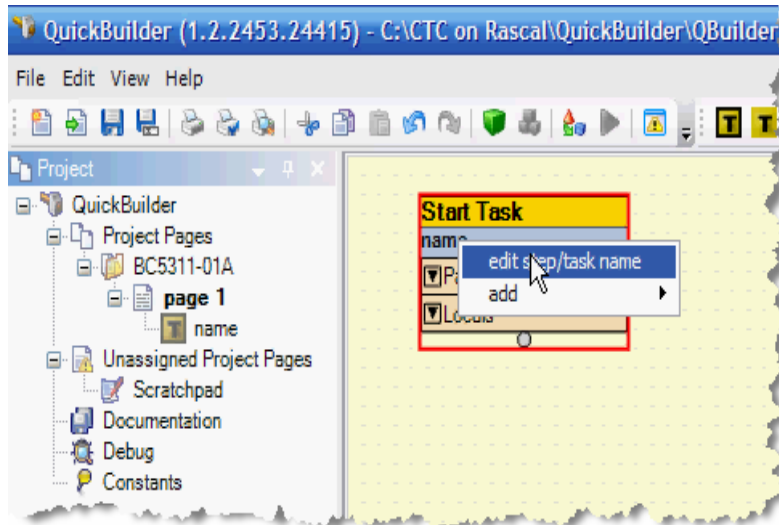 QuickBuilder (1.2.2453.24415) - C:\CTC on Rascal\QuickBuilder\QBuilder
File Edit View Help
T T
Project
QuickBuilder
Project Pages
BC5311-01A
page 1
T name
Unassigned Project Pages
Scratchpad
Documentation
Debug
Constants
Start Task
name
edit step/task name
add
Locals